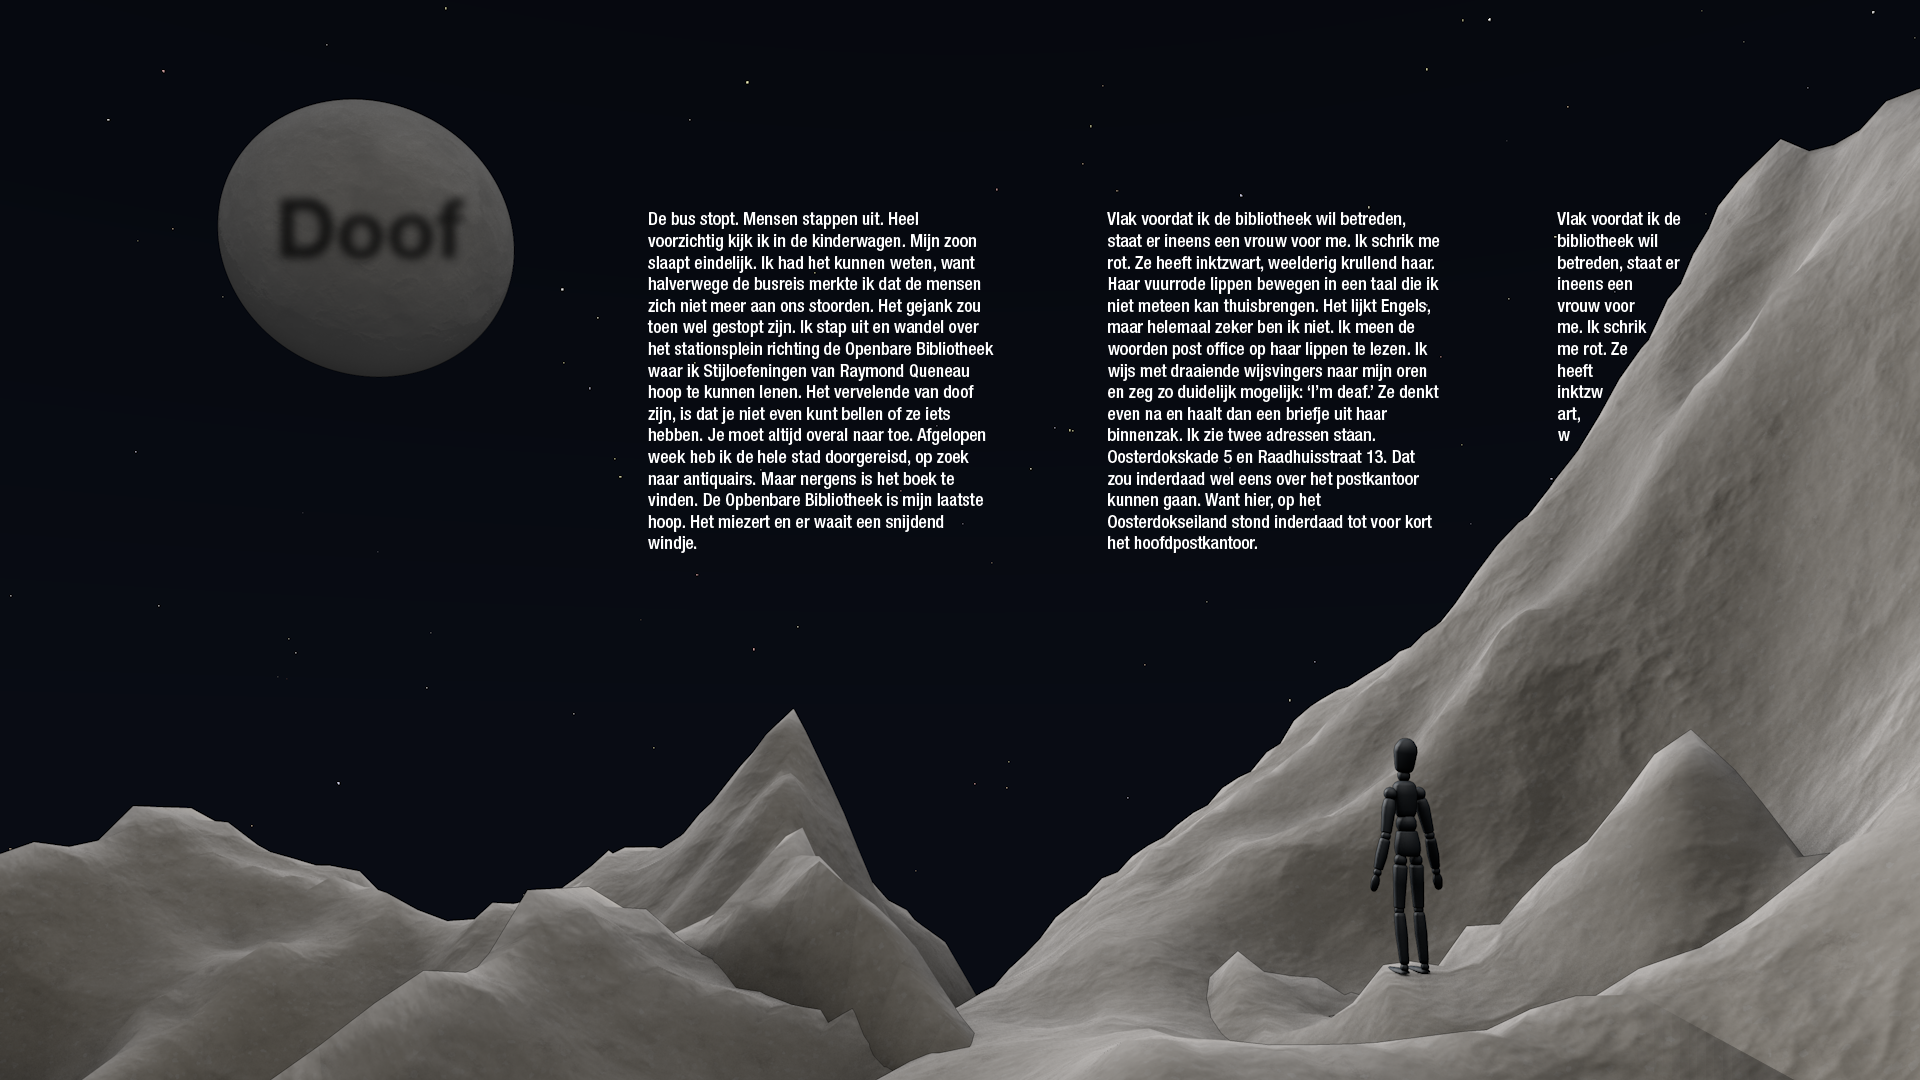 Doof
De bus stopt. Mensen stappen uit. Heel
voorzichtig kijk ik in de kinderwagen. Mijn zoon
slaapt eindelijk. Ik had het kunnen weten, want
halverwege de busreis merkte ik dat de mensen
zich niet meer aan ons stoorden. Het gejank zou
toen wel gestopt zijn. Ik stap uit en wandel over
het stationsplein richting de Openbare Bibliotheek
waar ik Stijloefeningen van Raymond Queneau
hoop te kunnen lenen. Het vervelende van doof
zijn, is dat je niet even kunt bellen of ze iets
hebben. Je moet altijd overal naar toe. Afgelopen
week heb ik de hele stad doorgereisd, op zoek
naar antiquairs. Maar nergens is het boek te
vinden. De Opbenbare Bibliotheek is mijn laatste
hoop. Het miezert en er waait een snijdend
windje.
Vlak voordat ik de bibliotheek wil betreden,
staat er ineens een vrouw voor me. Ik schrik me
rot. Ze heeft inktzwart, weelderig krullend haar.
Haar vuurrode lippen bewegen in een taal die ik
niet meteen kan thuisbrengen. Het lijkt Engels,
maar helemaal zeker ben ik niet. Ik meen de
woorden post office op haar lippen te lezen. Ik
wijs met draaiende wijsvingers naar mijn oren
en zeg zo duidelijk mogelijk: ‘I’m deaf.’ Ze denkt
even na en haalt dan een briefje uit haar
binnenzak. Ik zie twee adressen staan.
Oosterdokskade 5 en Raadhuisstraat 13. Dat
zou inderdaad wel eens over het postkantoor
kunnen gaan. Want hier, op het
Oosterdokseiland stond inderdaad tot voor kort
het hoofdpostkantoor.
Vlak voordat ik de
bibliotheek wil
betreden, staat er
ineens een
vrouw voor
me. Ik schrik
me rot. Ze
heeft
inktzw
art,
w